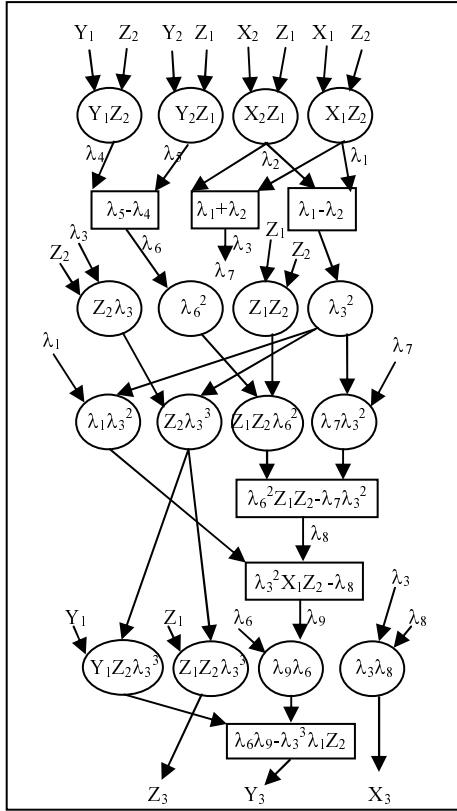 Y₁ Z₂ Y₂ Z₁ X₂ Z₁ X₁ Z₂
Y₁Z₂ Y₂Z₁ X₂Z₁ X₁Z₂
λ₄ λ₅ λ₂ λ₁
λ₅-λ₄ λ₁+λ₂ λ₁-λ₂
λ₃ λ₆ λ₃ Z₁
Z₂ λ₇ Z₂
Z₂λ₃ λ₆² Z₁Z₂ λ₃²
λ₁ λ₇
λ₁λ₃² Z₂λ₃³ Z₁Z₂λ₆² λ₇λ₃²
λ₆²Z₁Z₂-λ₇λ₃²
λ₈
λ₃²X₁Z₂-λ₈
λ₃
Y₁ Z₁ λ₆ λ₉ λ₈
Y₁Z₂λ₃³ Z₁Z₂λ₃³ λ₉λ₆ λ₃λ₈
λ₆λ₉-λ₃³λ₁Z₂
Z₃ Y₃ X₃